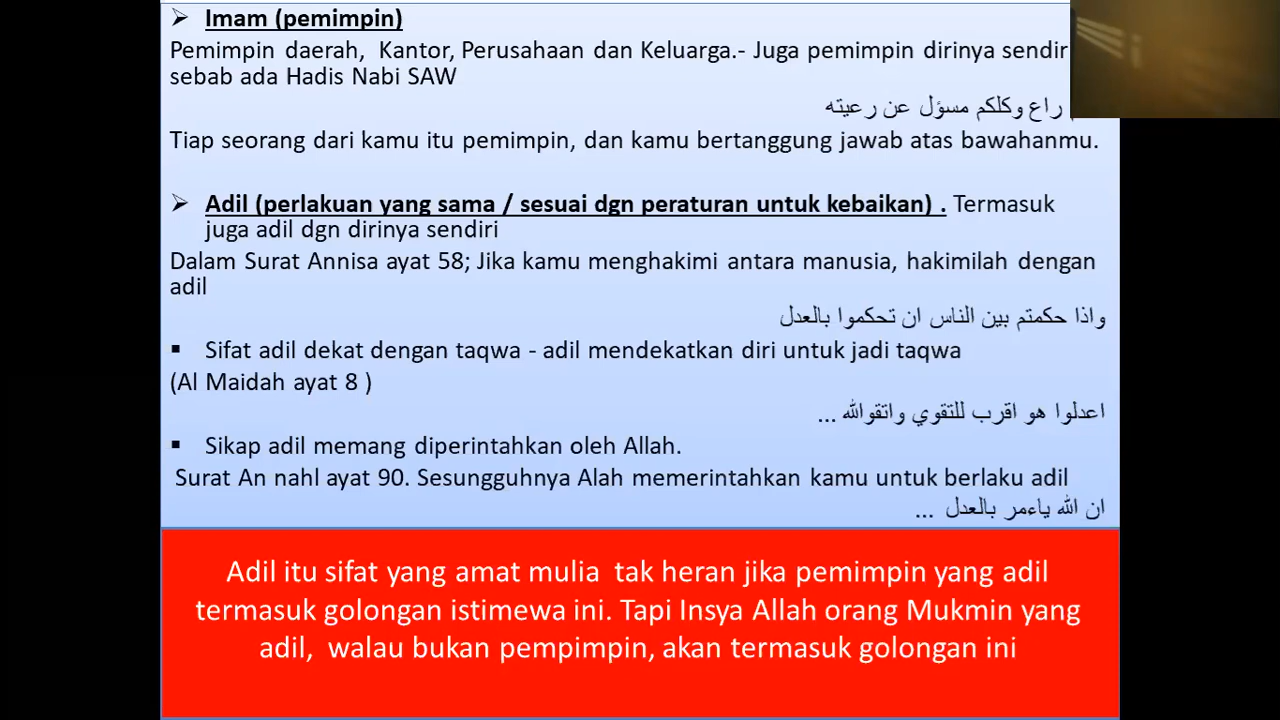 ➢ Imam (pemimpin)
Pemimpin daerah, Kantor, Perusahaan dan Keluarga.- Juga pemimpin dirinya sendir
sebab ada Hadis Nabi SAW
راع وكلكم مسؤل عن رعيته
Tiap seorang dari kamu itu pemimpin, dan kamu bertanggung jawab atas bawahanmu.
➢ Adil (perlakuan yang sama / sesuai dgn peraturan untuk kebaikan) . Termasuk
juga adil dgn dirinya sendiri
Dalam Surat Annisa ayat 58; Jika kamu menghakimi antara manusia, hakimilah dengan
adil
واذا حكمتم بين الناس ان تحكموا بالعدل
▪ Sifat adil dekat dengan taqwa - adil mendekatkan diri untuk jadi taqwa
(Al Maidah ayat 8 )
اعدلوا هو اقرب للتقوي واتقوالله ...
▪ Sikap adil memang diperintahkan oleh Allah.
Surat An nahl ayat 90. Sesungguhnya Alah memerintahkan kamu untuk berlaku adil
ان الله ياءمر بالعدل ...
Adil itu sifat yang amat mulia tak heran jika pemimpin yang adil
termasuk golongan istimewa ini. Tapi Insya Allah orang Mukmin yang
adil, walau bukan pempimpin, akan termasuk golongan ini